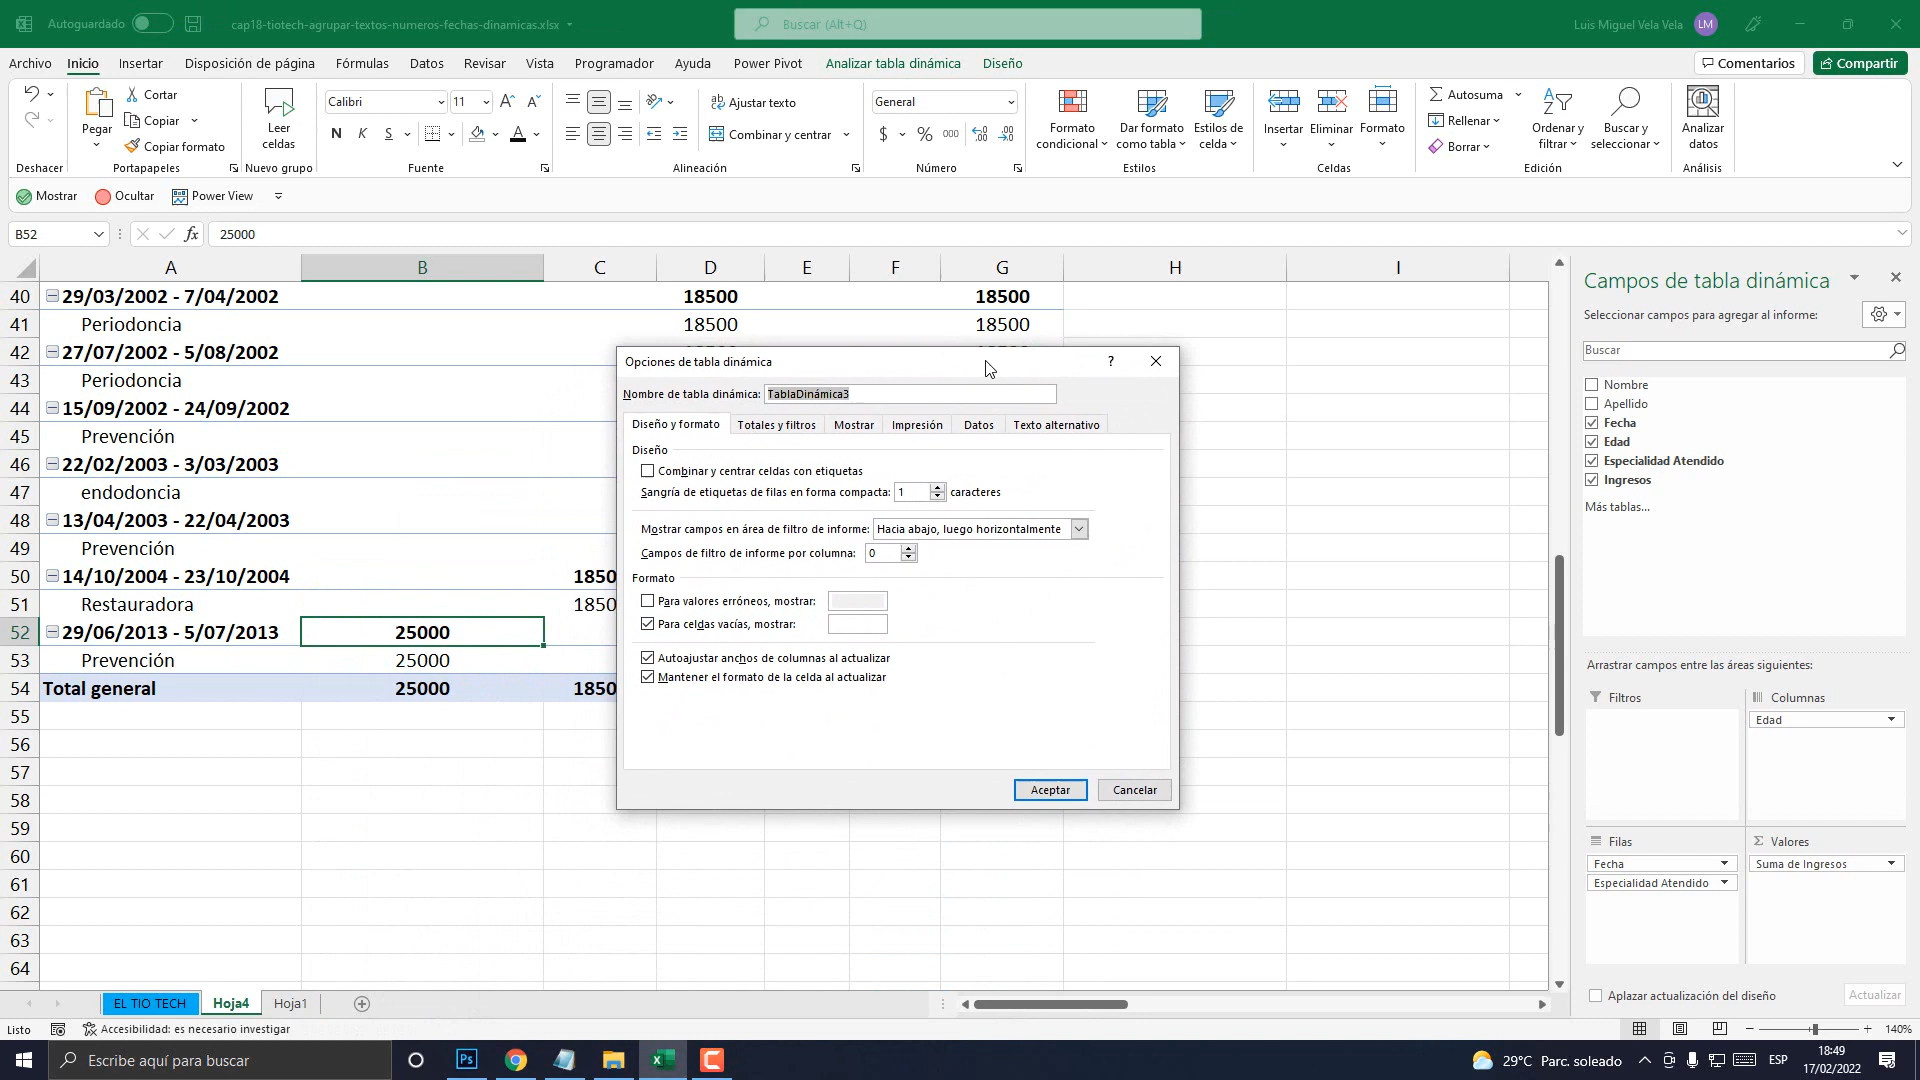 Autoguardado
cap18-tiotech-agrupar-textos-numeros-fechas-dinamicas.xlsx
Buscar (Alt+Q)
Luis Miguel Vela Vela LM
Archivo Inicio Insertar Disposición de página Fórmulas Datos Revisar Vista Programador Ayuda Power Pivot Analizar tabla dinámica Diseño Comentarios Compartir
Deshacer
Pegar
Cortar
Copiar
Copiar formato
Portapapeles
Leer celdas
Nuevo grupo
Calibri 11
N K S
Fuente
Ajustar texto
Combinar y centrar
Alineación
General
$ % 000
Número
Formato condicional
Dar formato como tabla
Estilos de celda
Estilos
Insertar Eliminar Formato
Celdas
Autosuma
Rellenar
Borrar
Ordenar y filtrar
Buscar y seleccionar
Edición
Analizar datos
Análisis
Mostrar Ocultar Power View
B52 fx 25000
A B C D E F G H I
40 29/03/2002 - 7/04/2002 18500 18500
41 Periodoncia 18500 18500
42 27/07/2002 - 5/08/2002
43 Periodoncia
44 15/09/2002 - 24/09/2002
45 Prevención
46 22/02/2003 - 3/03/2003
47 endodoncia
48 13/04/2003 - 22/04/2003
49 Prevención
50 14/10/2004 - 23/10/2004 1850
51 Restauradora 1850
52 29/06/2013 - 5/07/2013 25000
53 Prevención 25000
54 Total general 25000 1850
55
56
57
58
59
60
61
62
63
64
Opciones de tabla dinámica ?
Nombre de tabla dinámica: TablaDinámica3
Diseño y formato Totales y filtros Mostrar Impresión Datos Texto alternativo
Diseño
Combinar y centrar celdas con etiquetas
Sangría de etiquetas de filas en forma compacta: 1 caracteres
Mostrar campos en área de filtro de informe: Hacia abajo, luego horizontalmente
Campos de filtro de informe por columna: 0
Formato
Para valores erróneos, mostrar:
Para celdas vacías, mostrar:
Autoajustar anchos de columnas al actualizar
Mantener el formato de la celda al actualizar
Aceptar Cancelar
Campos de tabla dinámica
Seleccionar campos para agregar al informe:
Buscar
Nombre
Apellido
Fecha
Edad
Especialidad Atendido
Ingresos
Más tablas...
Arrastrar campos entre las áreas siguientes:
Filtros
Columnas
Edad
Filas
Fecha
Especialidad Atendido
Valores
Suma de Ingresos
Aplazar actualización del diseño Actualizar
EL TIO TECH Hoja4 Hoja1
Listo Accesibilidad: es necesario investigar 140%
Escribe aquí para buscar
Ps
29°C Parc. soleado ESP
18:49
17/02/2022